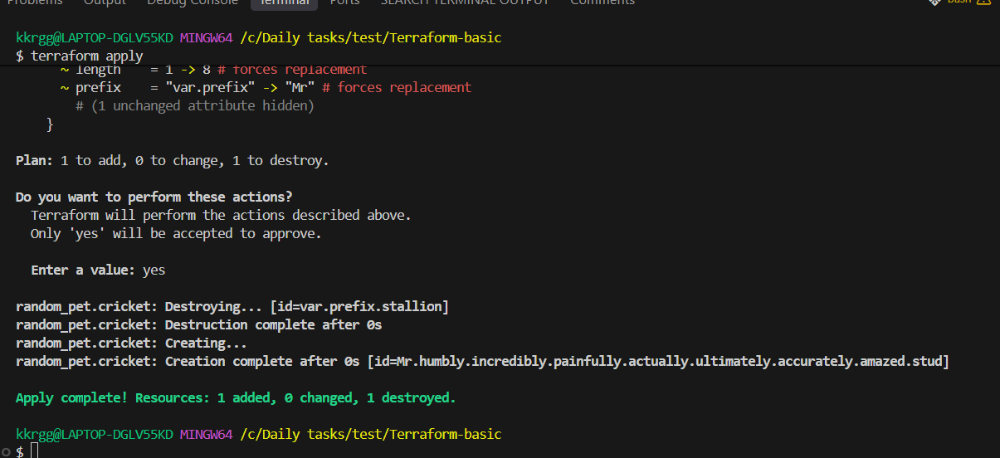 Problems Output Debug Console Terminal Ports SEARCH TERMINAL OUTPUT Comments bash
kkrgg@LAPTOP-DGLV55KD MINGW64 /c/Daily tasks/test/Terraform-basic
$ terraform apply
~ length = 1 -> 8 # forces replacement
~ prefix = "var.prefix" -> "Mr" # forces replacement
# (1 unchanged attribute hidden)
}
Plan: 1 to add, 0 to change, 1 to destroy.
Do you want to perform these actions?
Terraform will perform the actions described above.
Only 'yes' will be accepted to approve.
Enter a value: yes
random_pet.cricket: Destroying... [id=var.prefix.stallion]
random_pet.cricket: Destruction complete after 0s
random_pet.cricket: Creating...
random_pet.cricket: Creation complete after 0s [id=Mr.humbly.incredibly.painfully.actually.ultimately.accurately.amazed.stud]
Apply complete! Resources: 1 added, 0 changed, 1 destroyed.
kkrgg@LAPTOP-DGLV55KD MINGW64 /c/Daily tasks/test/Terraform-basic
$